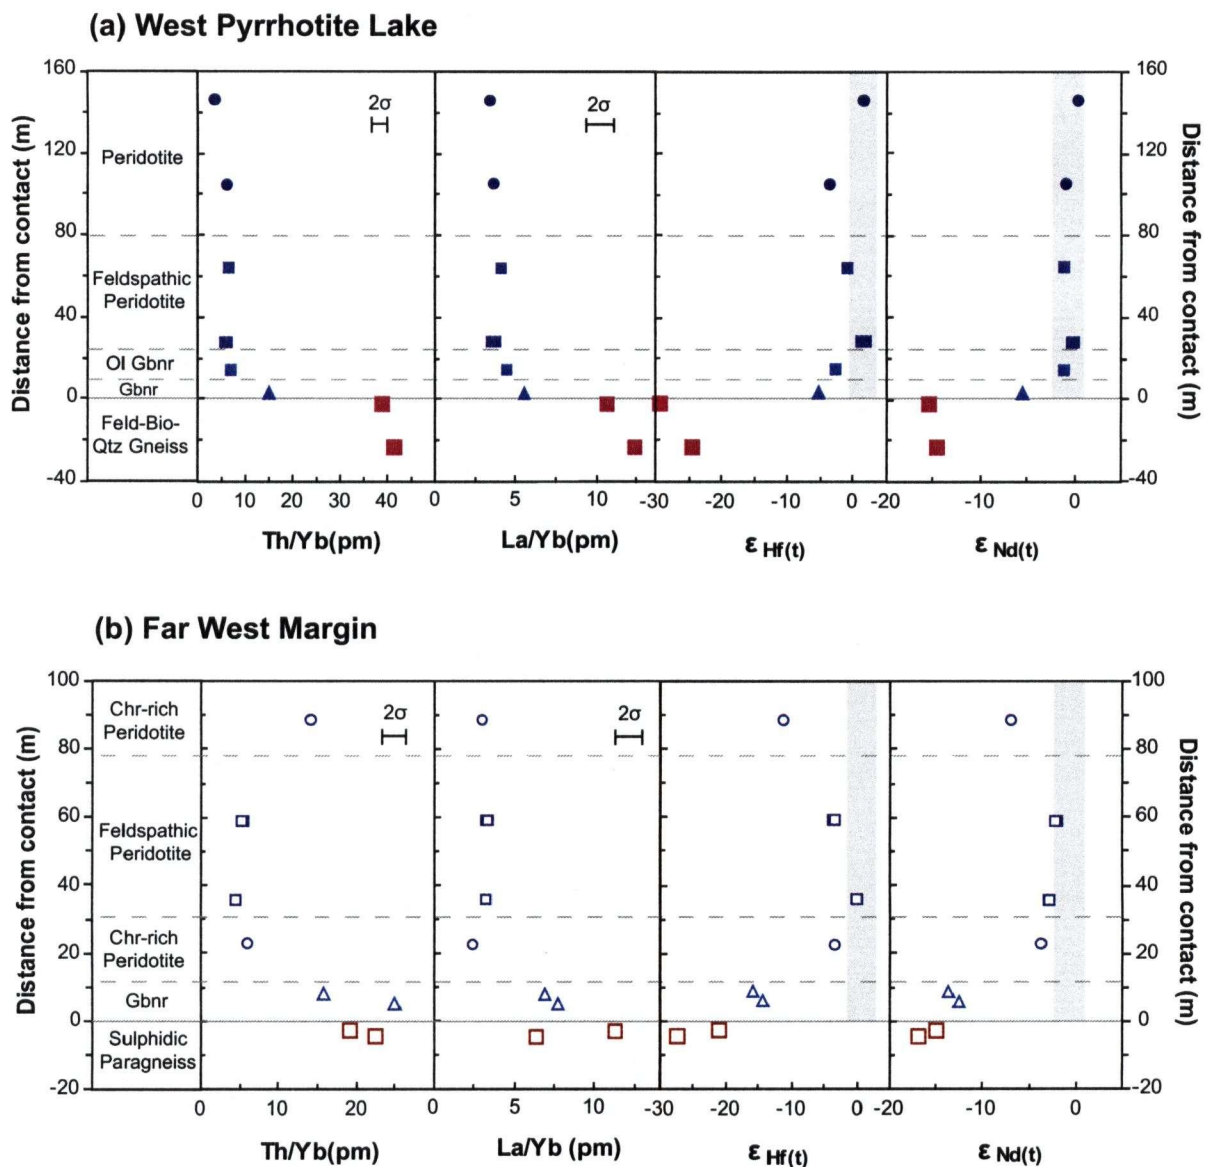 (a) West Pyrrhotite Lake
160
120
80
40
0
-40
Distance from contact (m)
Peridotite
Feldspathic
Peridotite
Ol Gbnr
Gbnr
Feld-Bio-
Qtz Gneiss
2σ
2σ
160
120
80
40
0
-40
Distance from contact (m)
0 10 20 30 40 0 5 10 -30 -20 -10 0 -20 -10 0
Th/Yb(pm) La/Yb(pm) ε Hf(t) ε Nd(t)
(b) Far West Margin
100
80
60
40
20
0
-20
Distance from contact (m)
Chr-rich
Peridotite
Feldspathic
Peridotite
Chr-rich
Peridotite
Gbnr
Sulphidic
Paragneiss
2σ
2σ
100
80
60
40
20
0
-20
Distance from contact (m)
0 10 20 0 5 10 -30 -20 -10 0 -20 -10 0
Th/Yb(pm) La/Yb (pm) ε Hf(t) ε Nd(t)